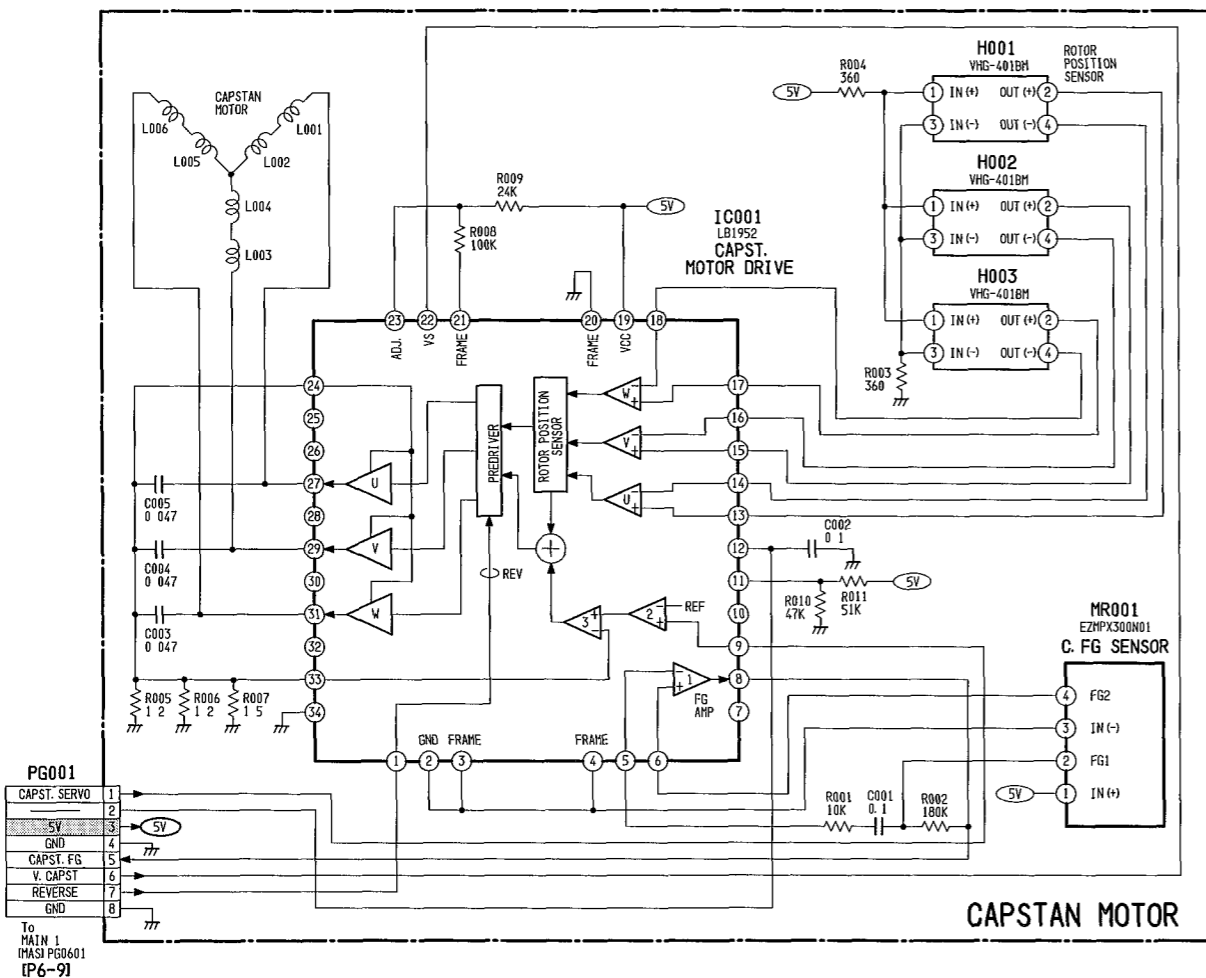 H001
VHG-401BM
ROTOR
POSITION
SENSOR
R004
360
5V
1 IN(+) OUT(+) 2
3 IN(-) OUT(-) 4
H002
VHG-401BM
1 IN(+) OUT(+) 2
3 IN(-) OUT(-) 4
H003
VHG-401BM
1 IN(+) OUT(+) 2
3 IN(-) OUT(-) 4
R003
360
CAPSTAN
MOTOR
L006
L001
L005
L002
L004
L003
R009
24K
5V
R008
100K
IC001
LB1952
CAPST.
MOTOR DRIVE
23 22 21 20 19 18
ADJ. VS FRAME FRAME VCC
24
25
26
27
28
29
30
31
32
33
34
17
16
15
14
13
12
11
10
9
8
7
PREDRIVER
ROTOR POSITION
SENSOR
W - +
V - +
U - +
U
V
W
+
REV
3 + -
2 - +
REF
1 - +
FG
AMP
GND FRAME FRAME
1 2 3 4 5 6
C005
0 047
C004
0 047
C003
0 047
R005
1 2
R006
1 2
R007
1 5
C002
0 1
R010
47K
R011
51K
5V
MR001
EZMPX300N01
C. FG SENSOR
4 FG2
3 IN(-)
2 FG1
1 IN(+)
5V
R001
10K
C001
0.1
R002
180K
PG001
CAPST. SERVO 1
2
5V 3 5V
GND 4
CAPST. FG 5
V. CAPST 6
REVERSE 7
GND 8
To
MAIN 1
(MAS) PG0601
[P6-9]
CAPSTAN MOTOR